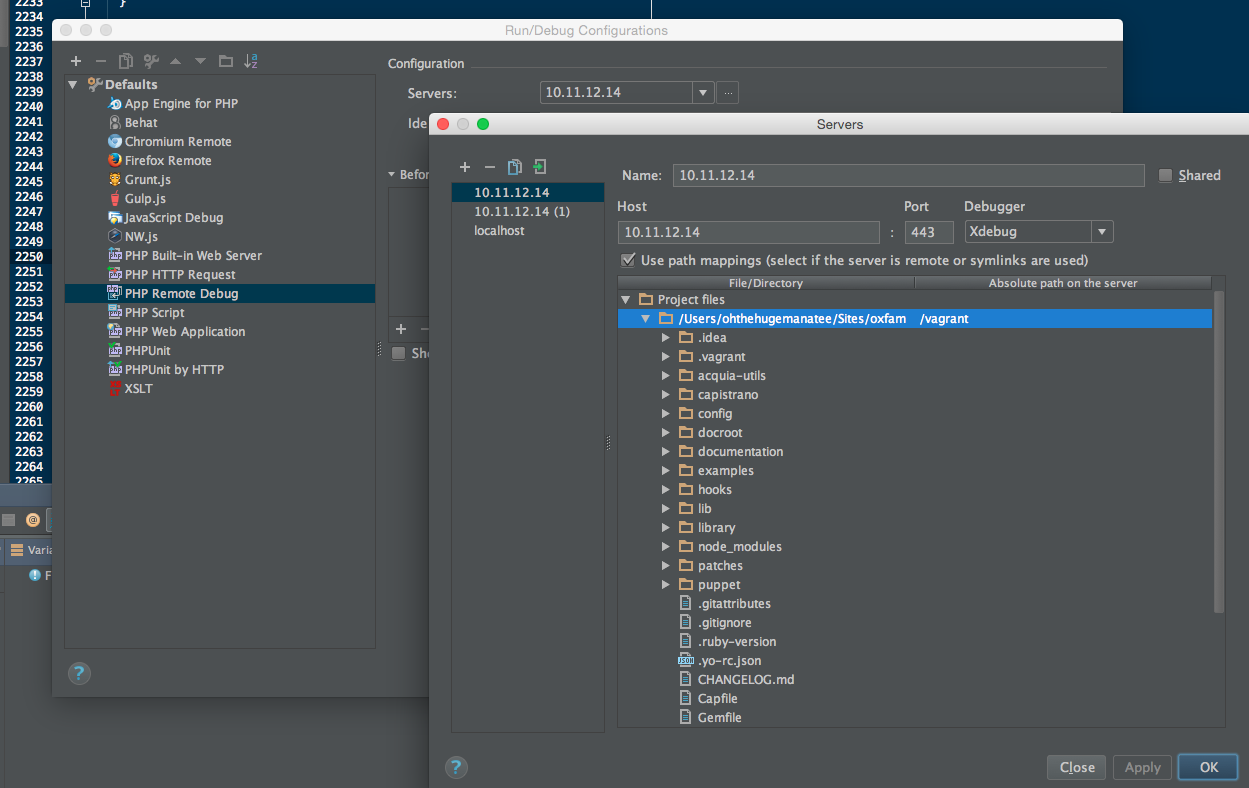 2233 }
2234
2235
2236
2237
2238
2239
2240
2241
2242
2243
2244
2245
2246
2247
2248
2249
2250
2251
2252
2253
2254
2255
2256
2257
2258
2259
2260
2261
2262
2263
2264
2265
Run/Debug Configurations
Defaults
App Engine for PHP
Behat
Chromium Remote
Firefox Remote
Grunt.js
Gulp.js
JavaScript Debug
NW.js
PHP Built-in Web Server
PHP HTTP Request
PHP Remote Debug
PHP Script
PHP Web Application
PHPUnit
PHPUnit by HTTP
XSLT
Configuration
Servers: 10.11.12.14 ...
Ide
Befor
Sh
Varia
F
?
Servers
10.11.12.14
10.11.12.14 (1)
localhost
Name: 10.11.12.14 Shared
Host Port Debugger
10.11.12.14 : 443 Xdebug
Use path mappings (select if the server is remote or symlinks are used)
File/Directory Absolute path on the server
Project files
/Users/ohthehugemanatee/Sites/oxfam /vagrant
.idea
.vagrant
acquia-utils
capistrano
config
docroot
documentation
examples
hooks
lib
library
node_modules
patches
puppet
.gitattributes
.gitignore
.ruby-version
.yo-rc.json
CHANGELOG.md
Capfile
Gemfile
? Close Apply OK